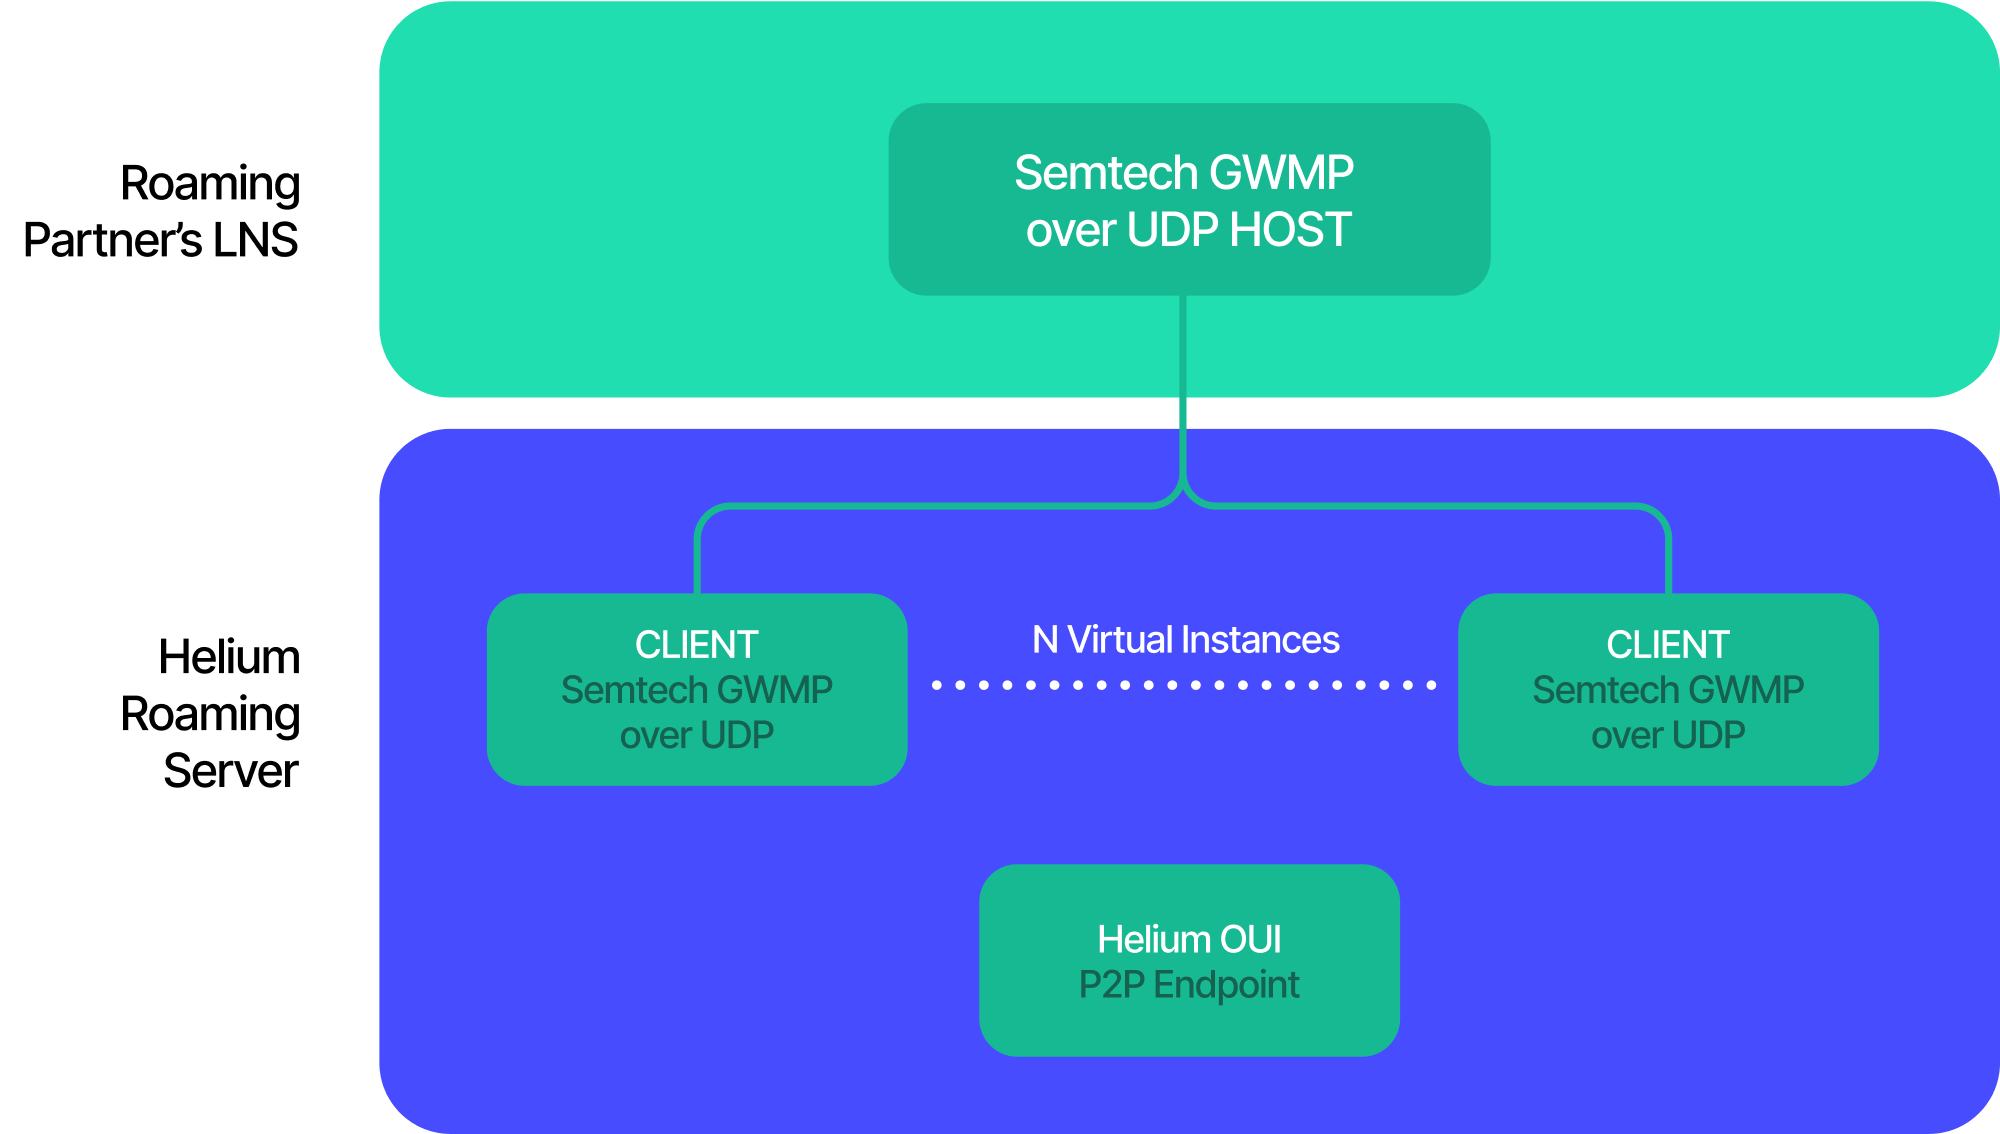 Roaming
Partner’s LNS
Semtech GWMP
over UDP HOST
Helium
Roaming
Server
CLIENT
Semtech GWMP
over UDP
N Virtual Instances
CLIENT
Semtech GWMP
over UDP
Helium OUI
P2P Endpoint